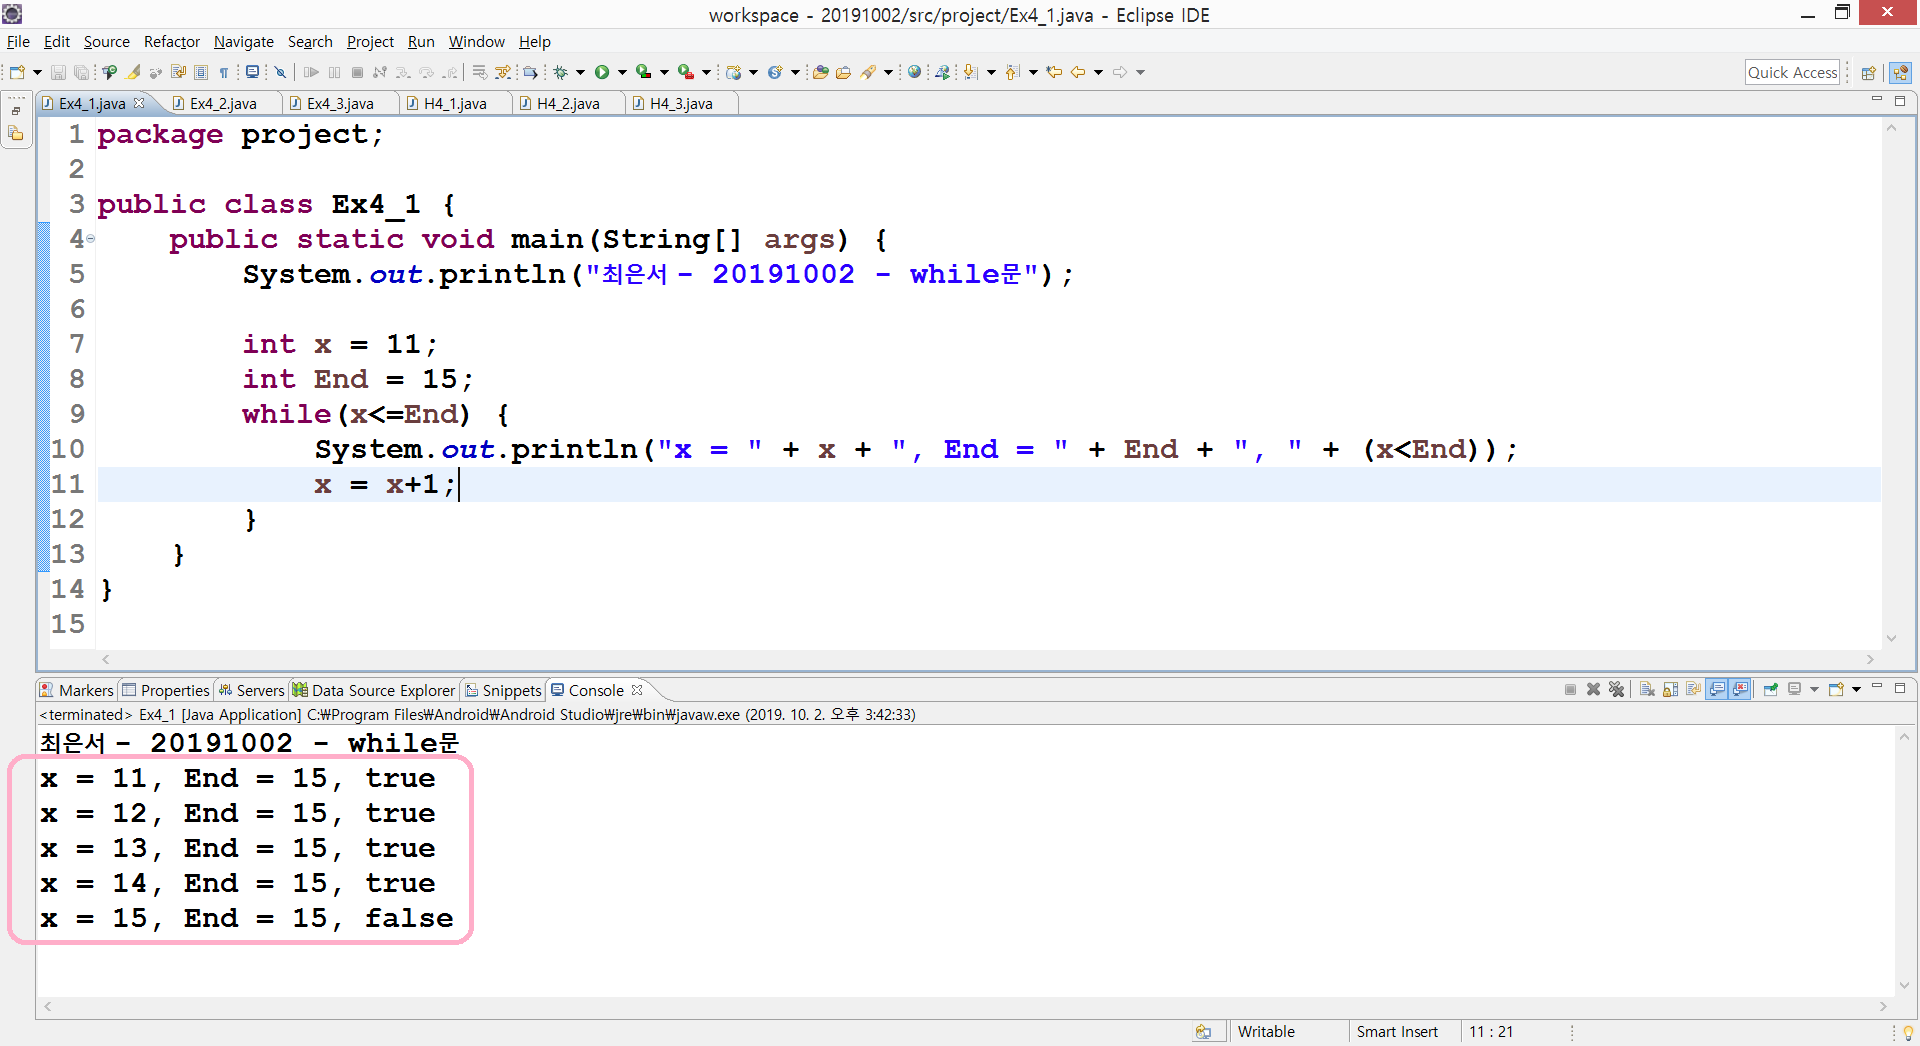 workspace - 20191002/src/project/Ex4_1.java - Eclipse IDE
File Edit Source Refactor Navigate Search Project Run Window Help
Quick Access
Ex4_1.java Ex4_2.java Ex4_3.java H4_1.java H4_2.java H4_3.java
1 package project;
2
3 public class Ex4_1 {
4 public static void main(String[] args) {
5 System.out.println("최은서 - 20191002 - while문");
6
7 int x = 11;
8 int End = 15;
9 while(x<=End) {
10 System.out.println("x = " + x + ", End = " + End + ", " + (x<End));
11 x = x+1;
12 }
13 }
14 }
15
Markers Properties Servers Data Source Explorer Snippets Console
<terminated> Ex4_1 [Java Application] C:₩Program Files₩Android₩Android Studio₩jre₩bin₩javaw.exe (2019. 10. 2. 오후 3:42:33)
최은서 - 20191002 - while문
x = 11, End = 15, true
x = 12, End = 15, true
x = 13, End = 15, true
x = 14, End = 15, true
x = 15, End = 15, false
Writable Smart Insert 11 : 21